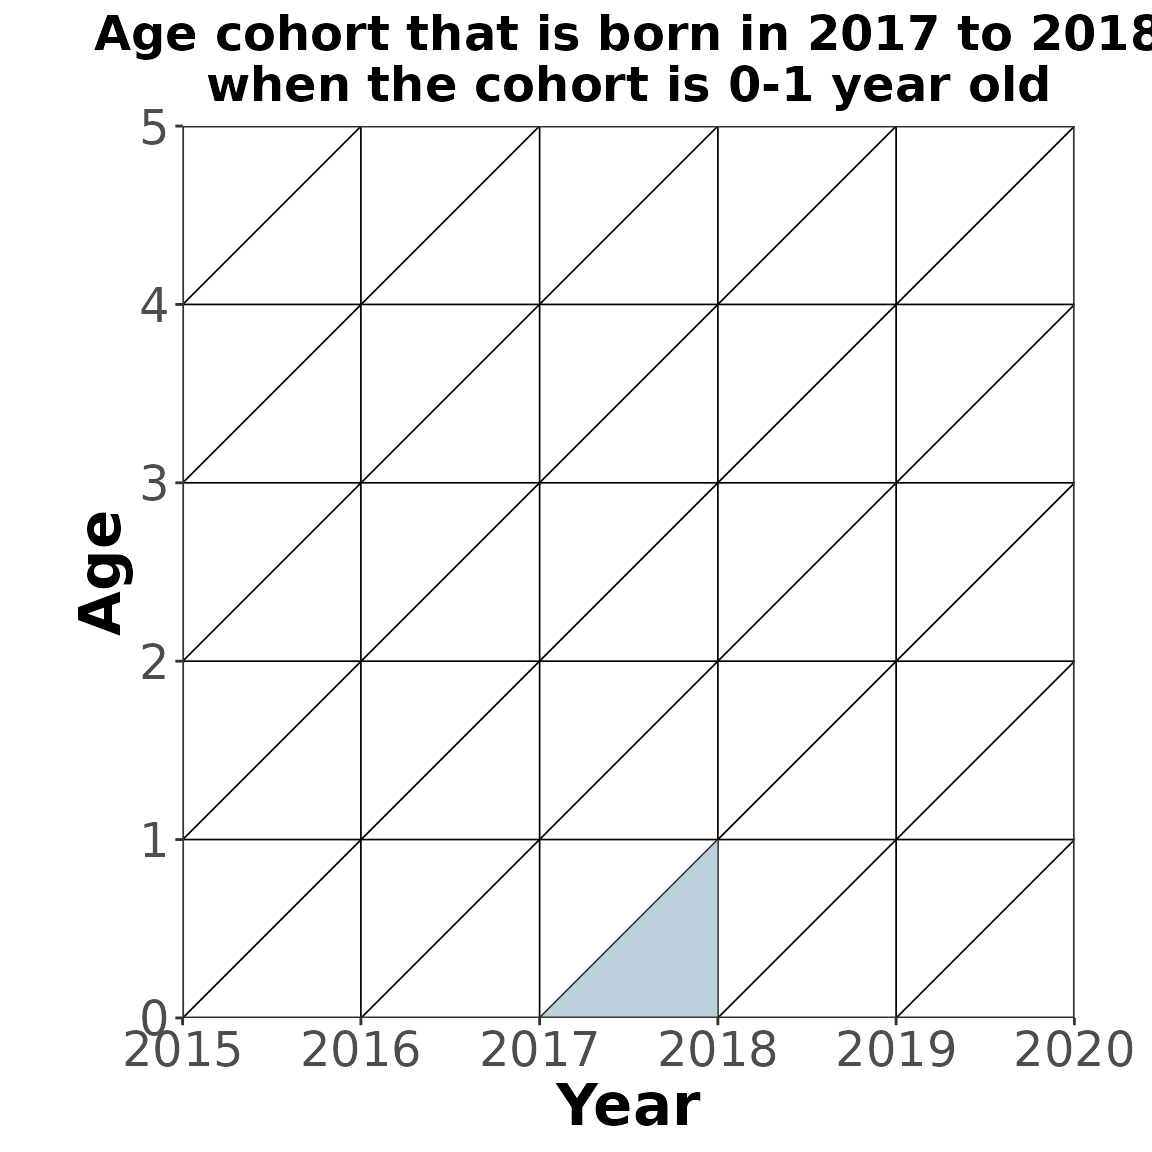 Age cohort that is born in 2017 to 2018
when the cohort is 0-1 year old
5
4
3
2
1
0
Age
2015 2016 2017 2018 2019 2020
Year